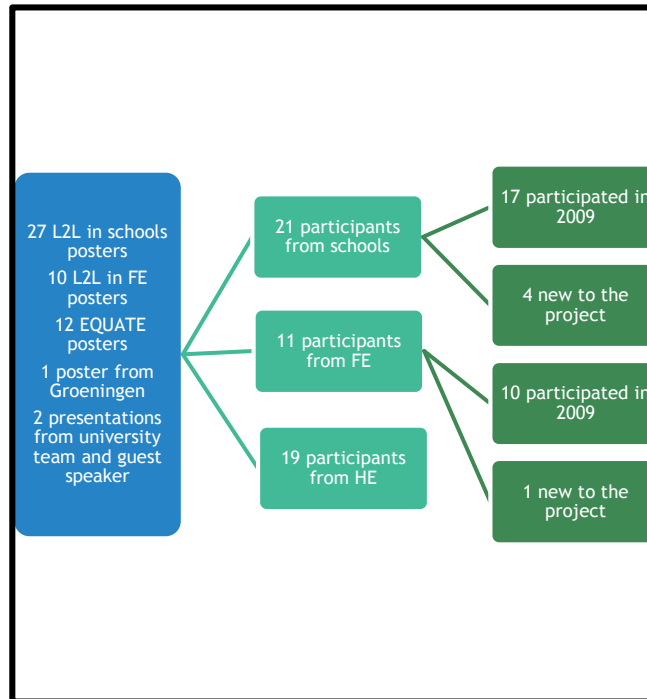 27 L2L in schools
posters
10 L2L in FE
posters
12 EQUATE
posters
1 poster from
Groeningen
2 presentations
from university
team and guest
speaker
21 participants
from schools
11 participants
from FE
19 participants
from HE
17 participated in
2009
4 new to the
project
10 participated in
2009
1 new to the
project